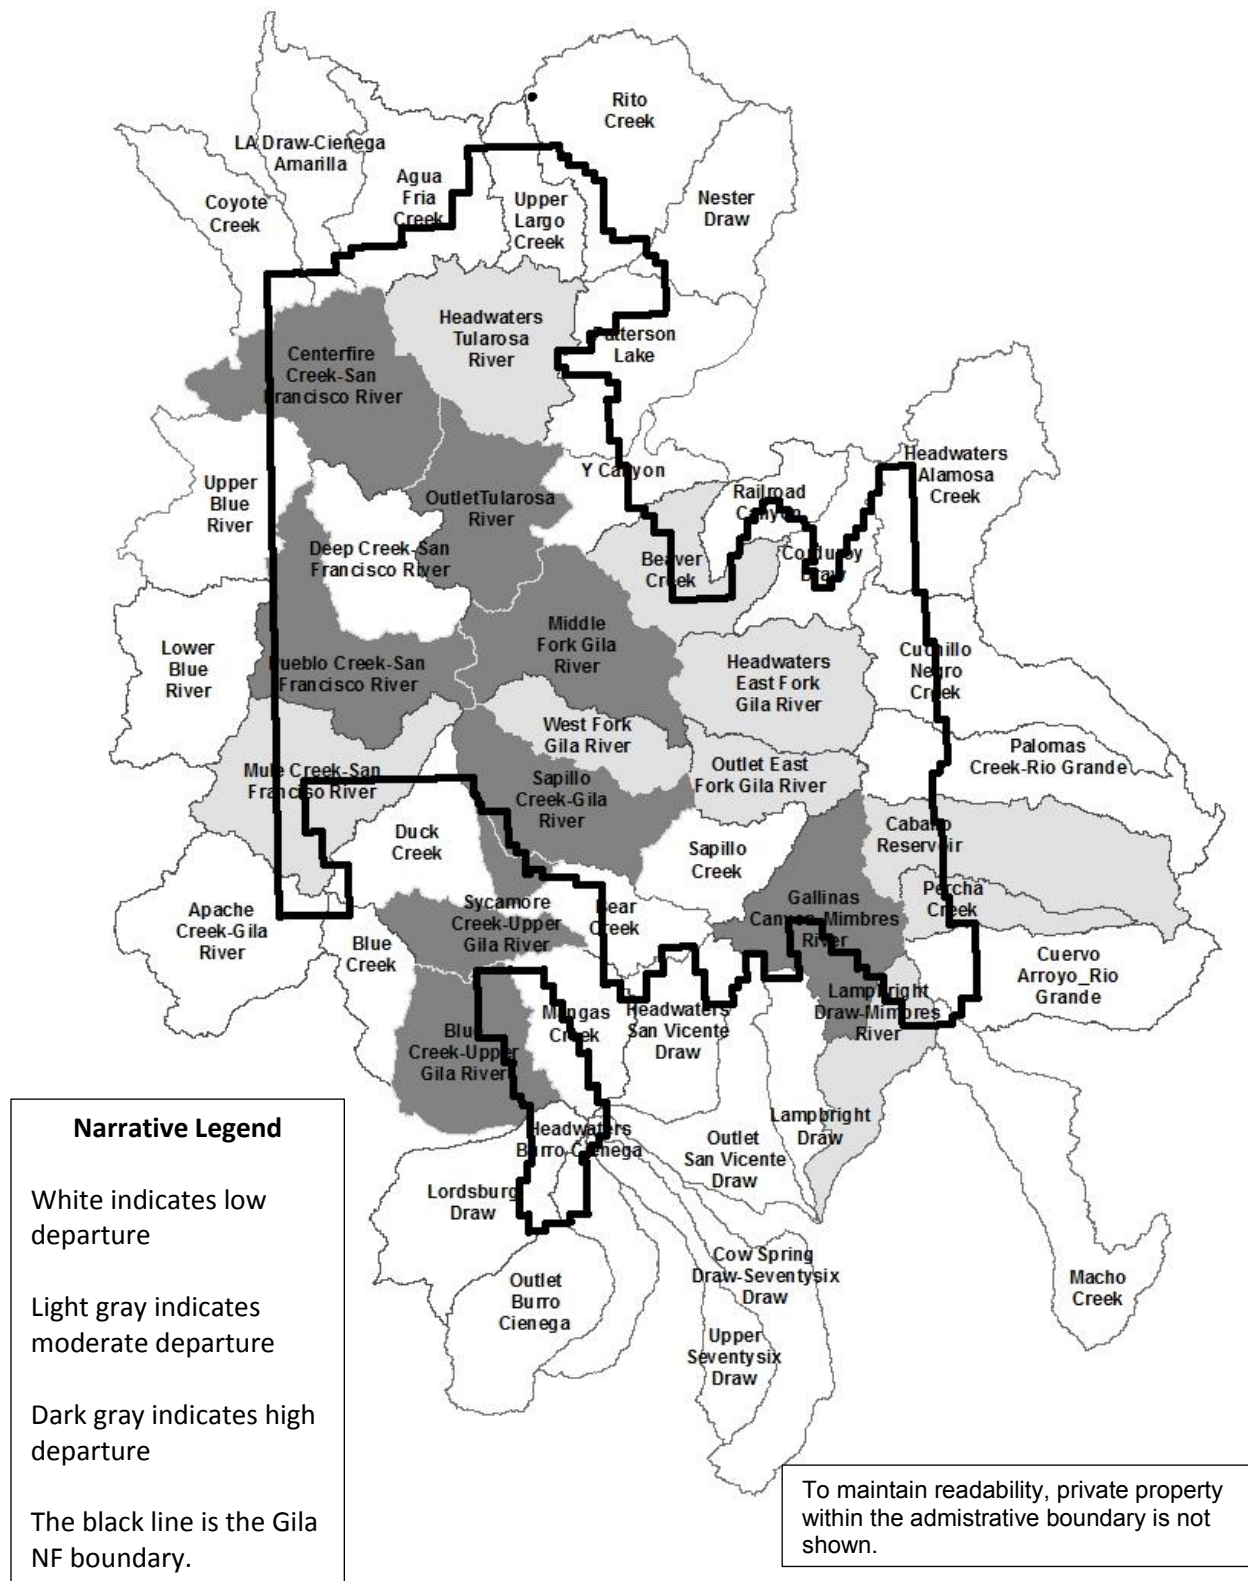 Rito
Creek
LA Draw-Cienega
Amarilla
Agua
Fria
Creek
Coyote
Creek
Upper
Largo
Creek
Nester
Draw
Headwaters
Tularosa
River
Patterson
Lake
Centerfire
Creek-San
Francisco River
Headwaters
Alamosa
Creek
Upper
Blue
River
OutletTularosa
River
Y Canyon
Railroad
Canyon
Deep Creek-San
Francisco River
Beaver
Creek
Corduroy
Draw
Lower
Blue
River
Pueblo Creek-San
Francisco River
Middle
Fork Gila
River
Headwaters
East Fork
Gila River
Cuchillo
Negro
Creek
West Fork
Gila River
Palomas
Creek-Rio Grande
Mule Creek-San
Franciso River
Sapillo
Creek-Gila
River
Outlet East
Fork Gila River
Duck
Creek
Sapillo
Creek
Caballo
Reservoir
Apache
Creek-Gila
River
Blue
Creek
Sycamore
Creek-Upper
Gila River
Bear
Creek
Gallinas
Canyon-Mimbres
River
Percha
Creek
Cuervo
Arroyo_Rio
Grande
Blue
Creek-Upper
Gila River
Mangas
Creek
Headwaters
San Vicente
Draw
Lampbright
Draw-Mimbres
River
Headwaters
Burro Cienega
Outlet
San Vicente
Draw
Lampbright
Draw
Lordsburg
Draw
Outlet
Burro
Cienega
Cow Spring
Draw-Seventysix
Draw
Upper
Seventysix
Draw
Macho
Creek
Narrative Legend
White indicates low
departure
Light gray indicates
moderate departure
Dark gray indicates high
departure
The black line is the Gila
NF boundary.
To maintain readability, private property
within the admistrative boundary is not
shown.